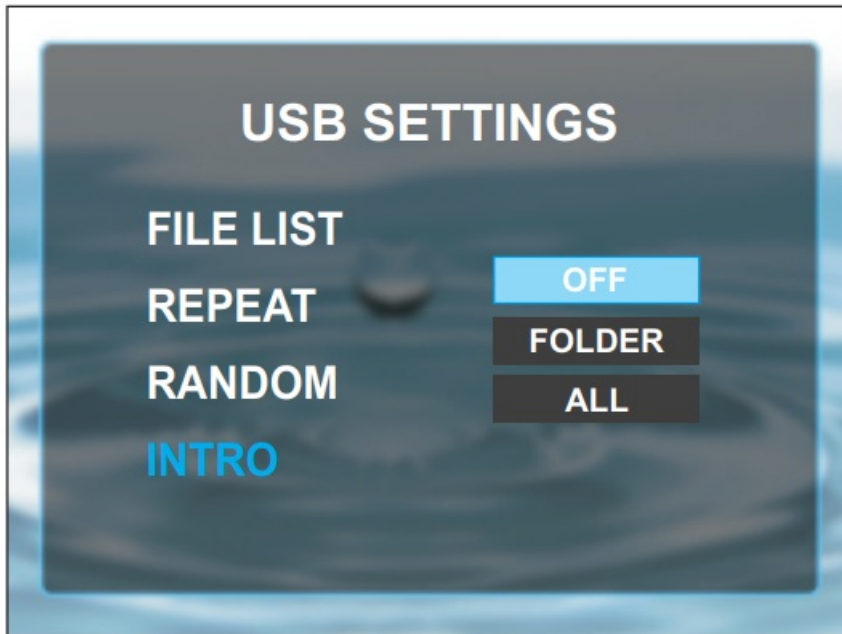 USB SETTINGS
FILE LIST
REPEAT
RANDOM
INTRO
OFF
FOLDER
ALL